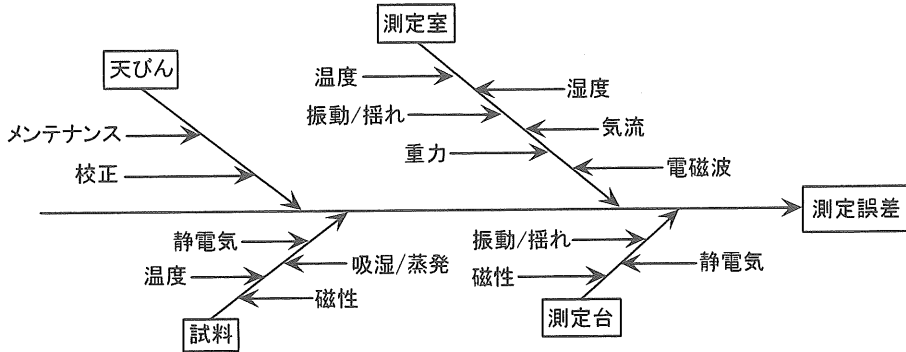 測定室
天びん
温度
湿度
振動/揺れ
気流
メンテナンス
重力
電磁波
校正
測定誤差
静電気
振動/揺れ
吸湿/蒸発
静電気
温度
磁性
磁性
試料
測定台